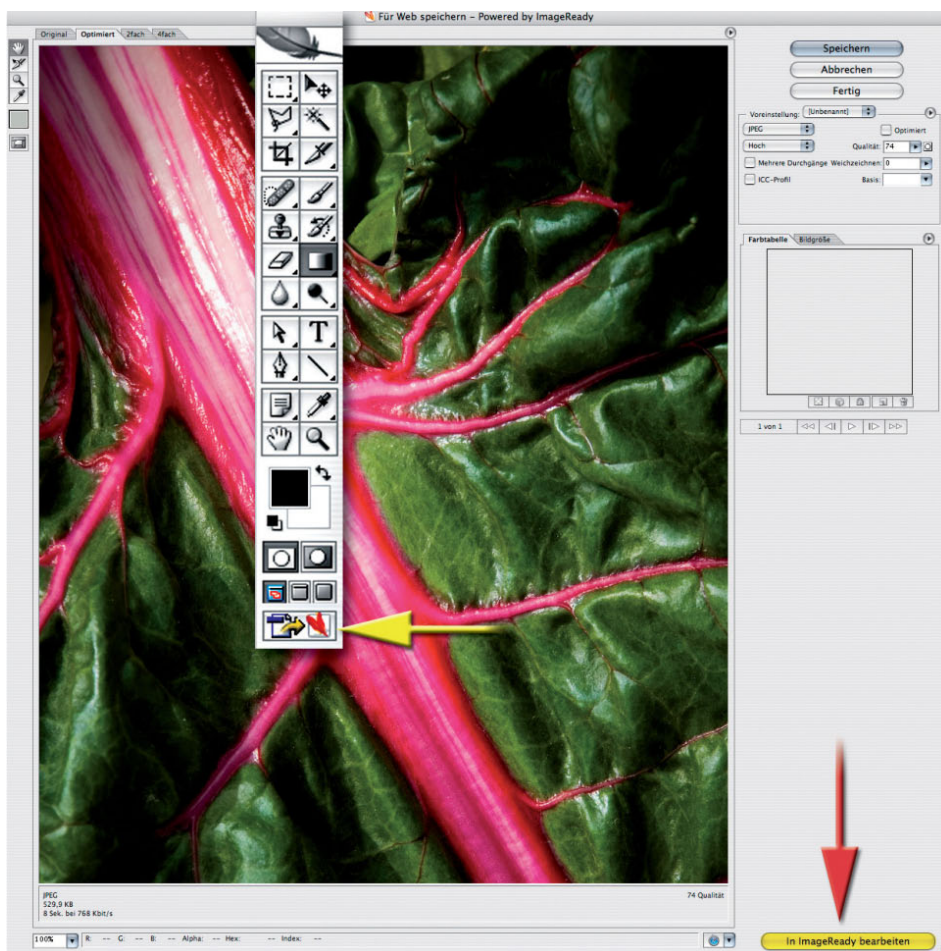 Für Web speichern – Powered by ImageReady
Original Optimiert 2fach 4fach
Speichern
Abbrechen
Fertig
Voreinstellung: [Unbenannt]
JPEG Optimiert
Hoch Qualität: 74
Mehrere Durchgänge Weichzeichnen: 0
ICC-Profil Basis:
Farbtabelle Bildgröße
T
1 von 1
JPEG 74 Qualität
529,9 KB
8 Sek. bei 768 Kbit/s
100% R: -- G: -- B: -- Alpha: -- Hex: -- Index: --
In ImageReady bearbeiten